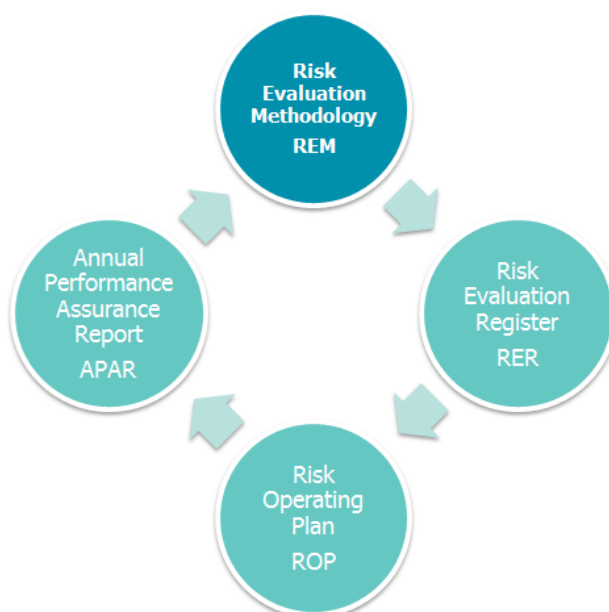 Risk
Evaluation
Methodology
REM
Risk
Evaluation
Register
RER
Risk
Operating
Plan
ROP
Annual
Performance
Assurance
Report
APAR